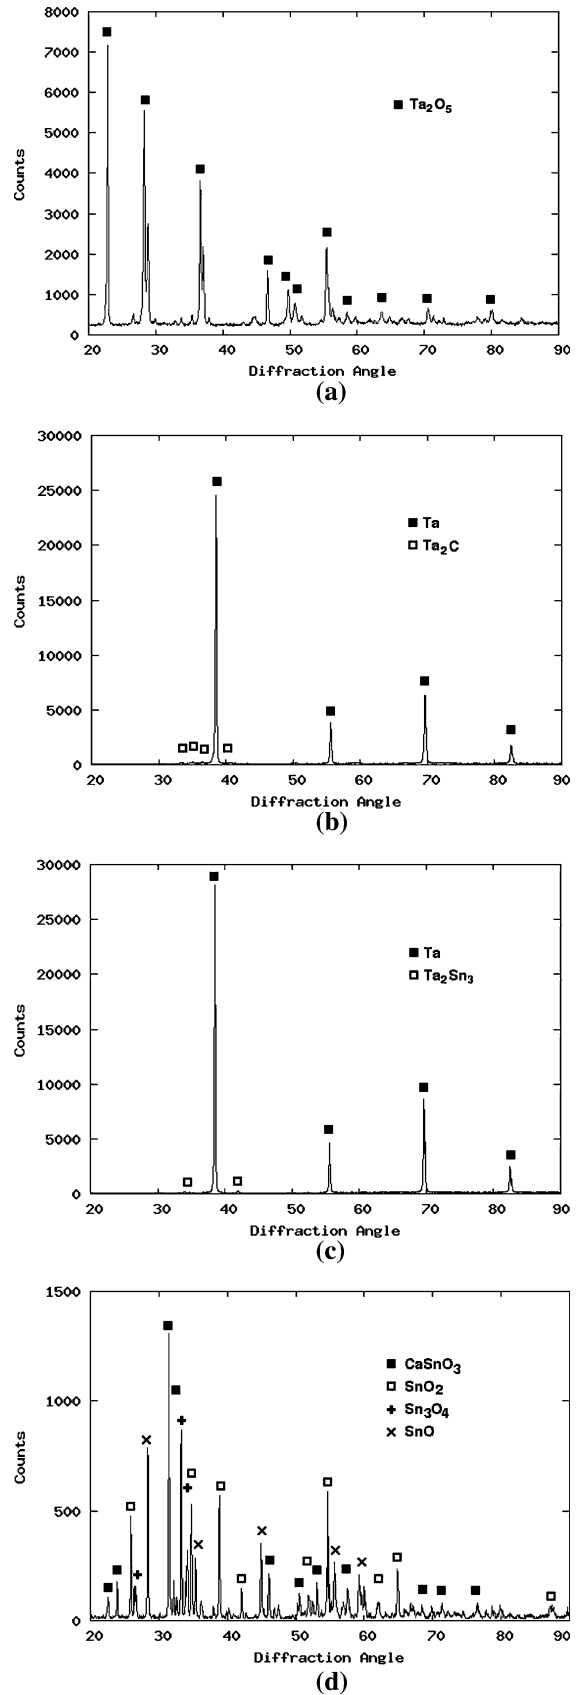 8000
7000
6000
5000
4000
3000
2000
1000
0
Counts
■ Ta₂O₅
20 30 40 50 60 70 80 90
Diffraction Angle
(a)
30000
25000
20000
15000
10000
5000
0
Counts
■ Ta
□ Ta₂C
20 30 40 50 60 70 80 90
Diffraction Angle
(b)
30000
25000
20000
15000
10000
5000
0
Counts
■ Ta
□ Ta₂Sn₃
20 30 40 50 60 70 80 90
Diffraction Angle
(c)
1500
1000
500
0
Counts
■ CaSnO₃
□ SnO₂
+ Sn₃O₄
× SnO
20 30 40 50 60 70 80 90
Diffraction Angle
(d)